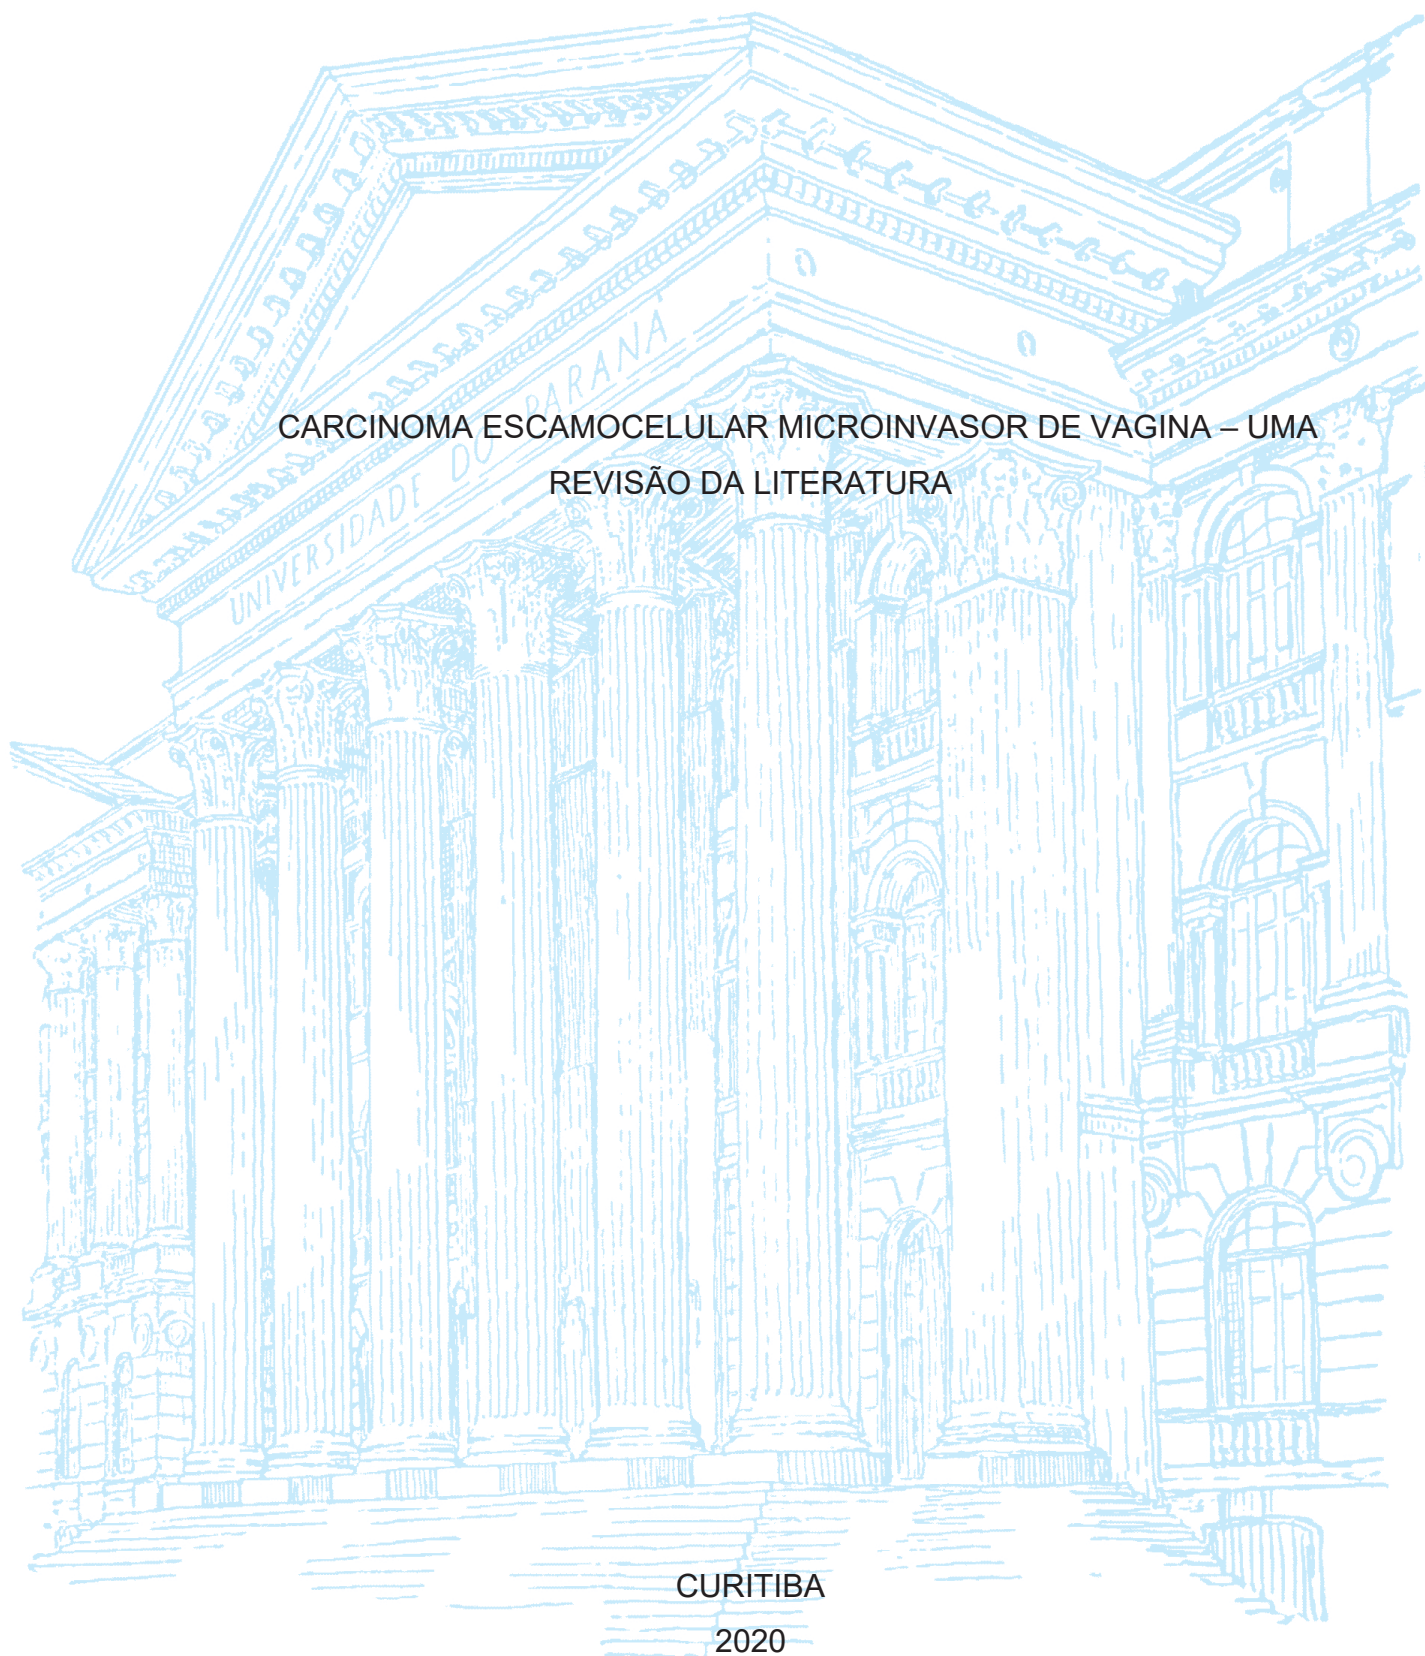 UNIVERSIDADE DO PARANÁ
CARCINOMA ESCAMOCELULAR MICROINVASOR DE VAGINA – UMA
REVISÃO DA LITERATURA
CURITIBA
2020